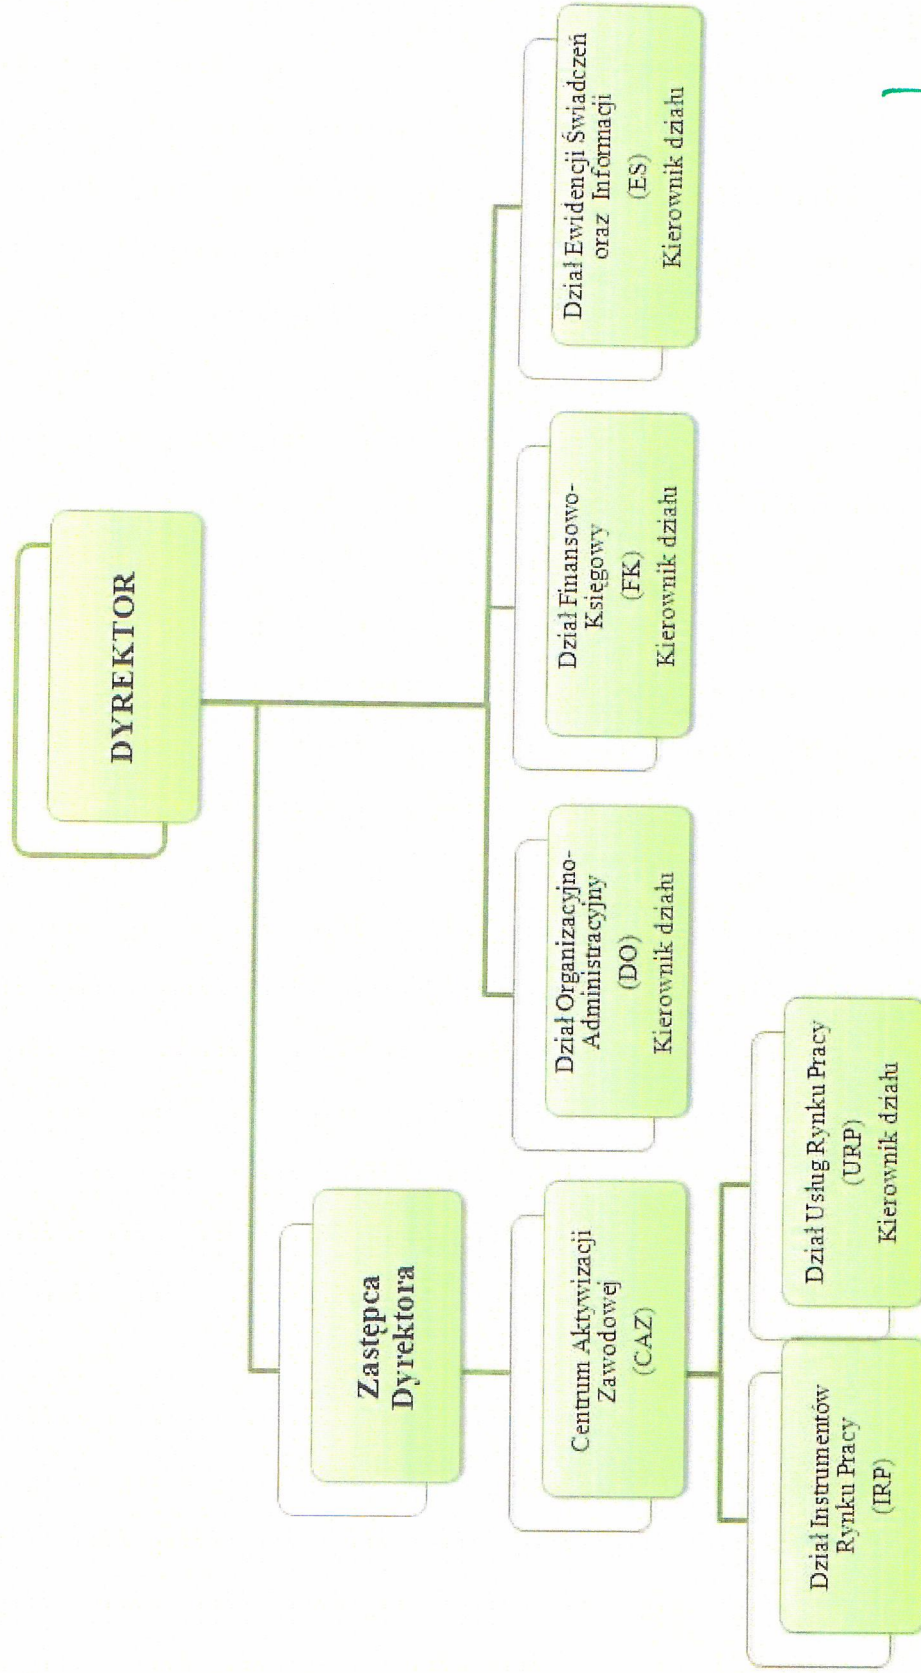 DYREKTOR
Zastępca
Dyrektora
Centrum Aktywizacji
Zawodowej
(CAZ)
Dział Organizacyjno-
Administracyjny
(DO)
Kierownik działu
Dział Finansowo-
Księgowy
(FK)
Kierownik działu
Dział Ewidencji Świadczeń
oraz Informacji
(ES)
Kierownik działu
Dział Instrumentów
Rynku Pracy
(IRP)
Dział Usług Rynku Pracy
(URP)
Kierownik działu